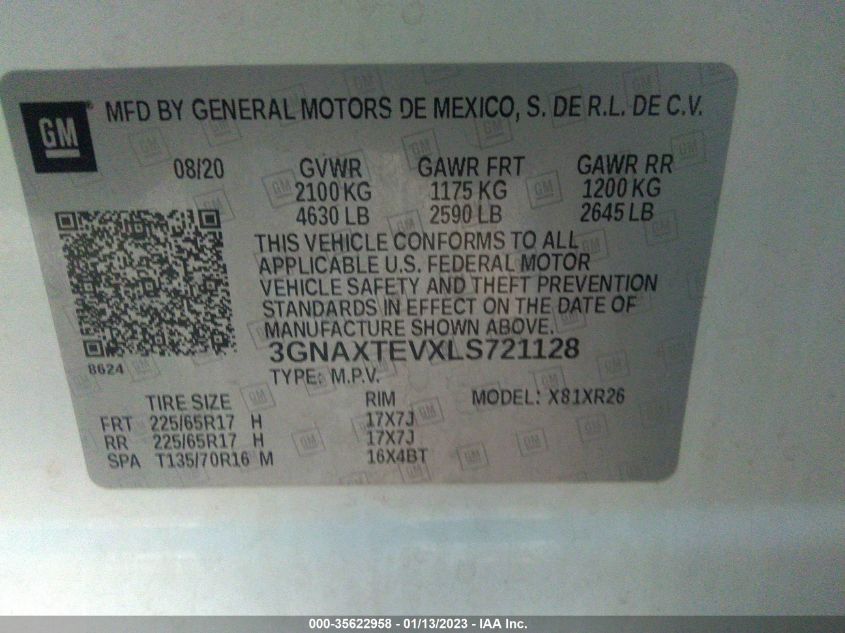 GM
MFD BY GENERAL MOTORS DE MEXICO, S. DE R.L. DE C.V.
08/20 GVWR GAWR FRT GAWR RR
2100 KG 1175 KG 1200 KG
4630 LB 2590 LB 2645 LB
THIS VEHICLE CONFORMS TO ALL
APPLICABLE U.S. FEDERAL MOTOR
VEHICLE SAFETY AND THEFT PREVENTION
STANDARDS IN EFFECT ON THE DATE OF
MANUFACTURE SHOWN ABOVE.
3GNAXTEVXLS721128
8624
TYPE: M.P.V.
TIRE SIZE RIM MODEL: X81XR26
FRT 225/65R17 H 17X7J
RR 225/65R17 H 17X7J
SPA T135/70R16 M 16X4BT
000-35622958 - 01/13/2023 - IAA Inc.